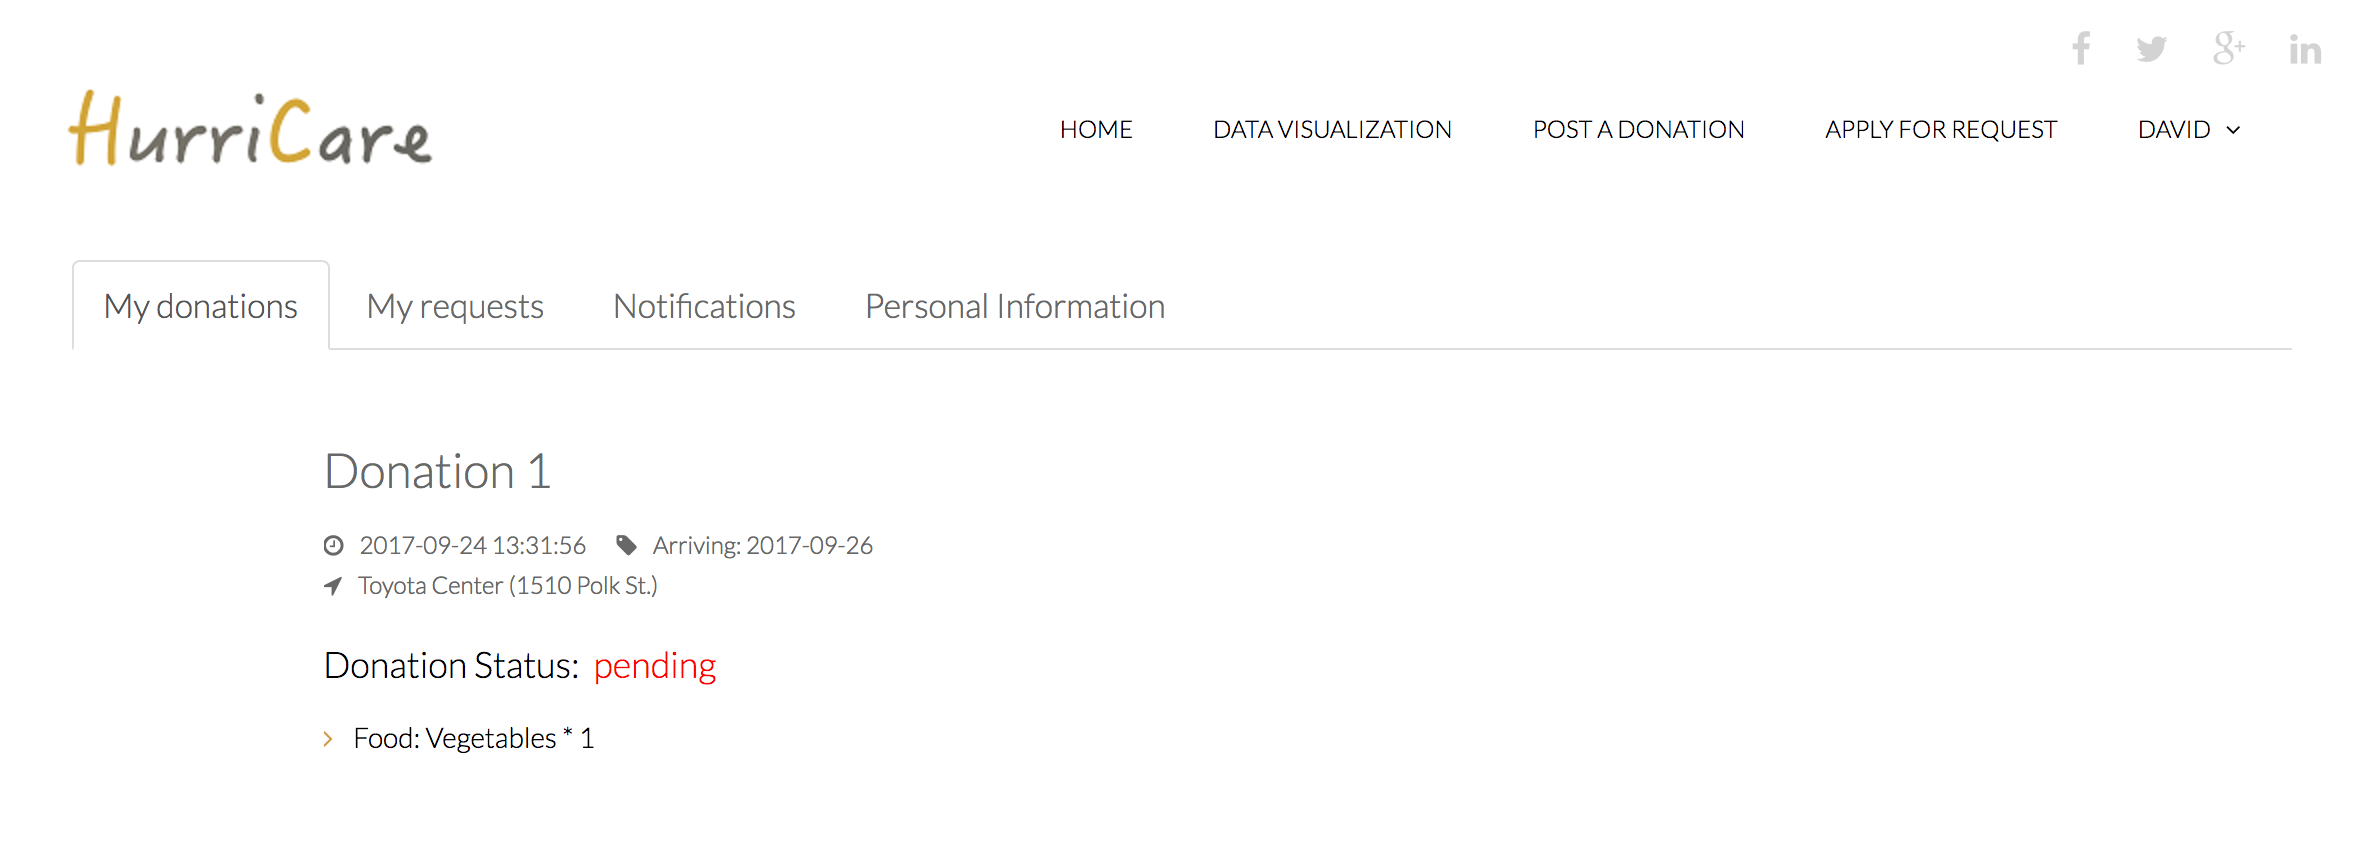 HurriCare
HOME DATA VISUALIZATION POST A DONATION APPLY FOR REQUEST DAVID
My donations My requests Notifications Personal Information
Donation 1
2017-09-24 13:31:56 Arriving: 2017-09-26
Toyota Center (1510 Polk St.)
Donation Status: pending
Food: Vegetables * 1